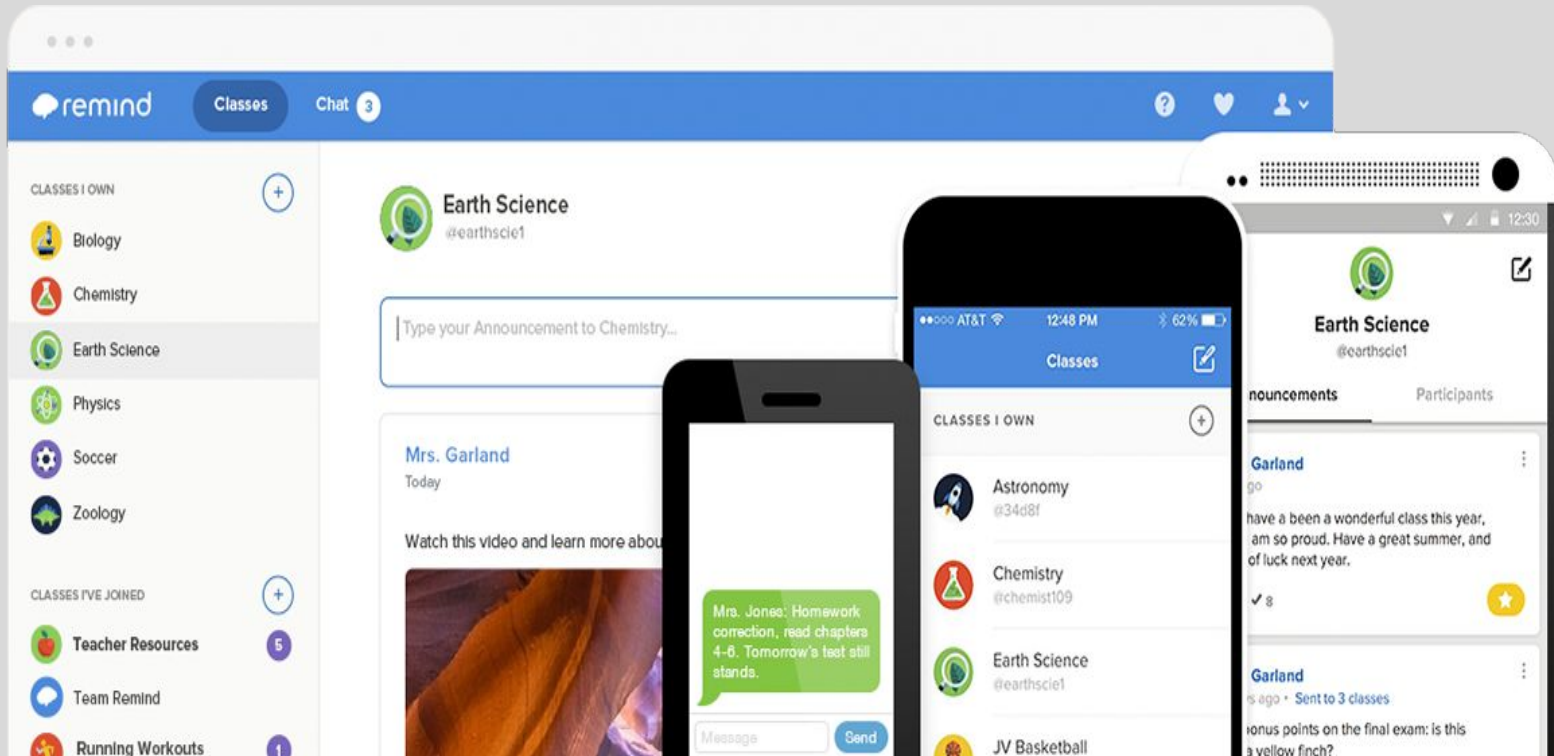 remind
Classes
Chat 3
?
CLASSES I OWN
+
Biology
Chemistry
Earth Science
Physics
Soccer
Zoology
CLASSES I'VE JOINED
+
Teacher Resources
5
Team Remind
Running Workouts
1
Earth Science
@earthscie1
Type your Announcement to Chemistry...
Mrs. Garland
Today
Watch this video and learn more abou
Mrs. Jones: Homework
correction, read chapters
4-6. Tomorrow's test still
stands.
Message
Send
AT&T
12:48 PM
62%
Classes
CLASSES I OWN
+
Astronomy
@34d8f
Chemistry
@chemist109
Earth Science
@earthscie1
JV Basketball
12:30
Earth Science
@earthscie1
nouncements
Participants
Garland
go
have a been a wonderful class this year,
am so proud. Have a great summer, and
of luck next year.
8
Garland
s ago • Sent to 3 classes
onus points on the final exam: is this
a yellow finch?